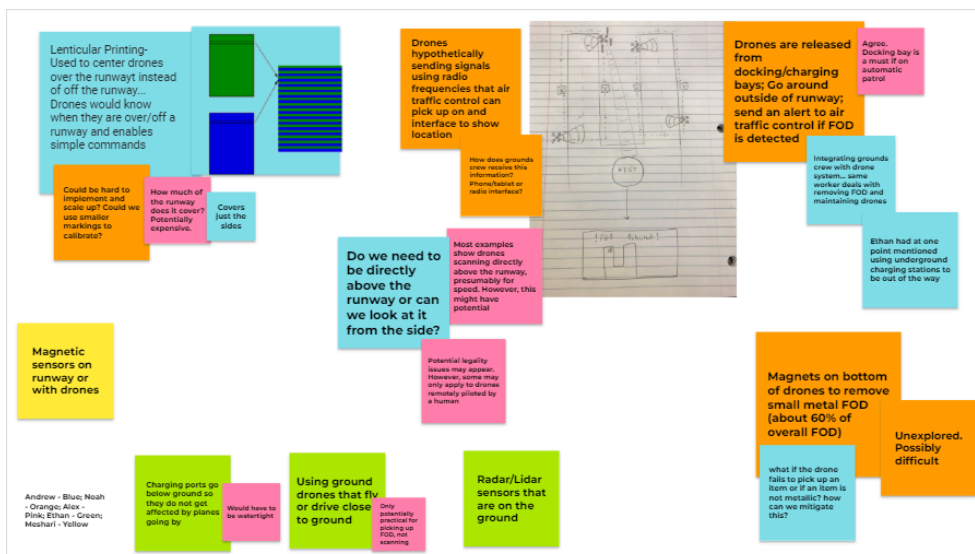 Lenticular Printing-
Used to center drones
over the runwayt instead
of off the runway...
Drones would know
when they are over/off a
runway and enables
simple commands
Could be hard to
implement and
scale up? Could we
use smaller
markings to
calibrate?
How much of
the runway
does it cover?
Potentially
expensive.
Covers
just the
sides
Drones
hypothetically
sending signals
using radio
frequencies that air
traffic control can
pick up on and
interface to show
location
How does grounds
crew receive this
information?
Phone/tablet or
radio interface?
Drones are released
from
docking/charging
bays; Go around
outside of runway;
send an alert to air
traffic control if FOD
is detected
Agree.
Docking bay is
a must if on
automatic
patrol
Integrating grounds
crew with drone
system... same
worker deals with
removing FOD and
maintaining drones
Ethan had at one
point mentioned
using underground
charging stations to
be out of the way
Do we need to
be directly
above the
runway or can
we look at it
from the side?
Most examples
show drones
scanning directly
above the runway,
presumably for
speed. However, this
might have
potential
Potential legality
issues may appear.
However, some may
only apply to drones
remotely piloted by
a human
Magnetic
sensors on
runway or
with drones
Magnets on bottom
of drones to remove
small metal FOD
(about 60% of
overall FOD)
Unexplored.
Possibly
difficult
what if the drone
fails to pick up an
item or if an item is
not metallic? how
can we mitigate
this?
Andrew - Blue; Noah
- Orange; Alex -
Pink; Ethan - Green;
Meshari - Yellow
Charging ports go
below ground so
they do not get
affected by planes
going by
Would have to
be watertight
Using ground
drones that fly
or drive close
to ground
Only
potentially
practical for
picking up
FOD, not
scanning
Radar/Lidar
sensors that
are on the
ground